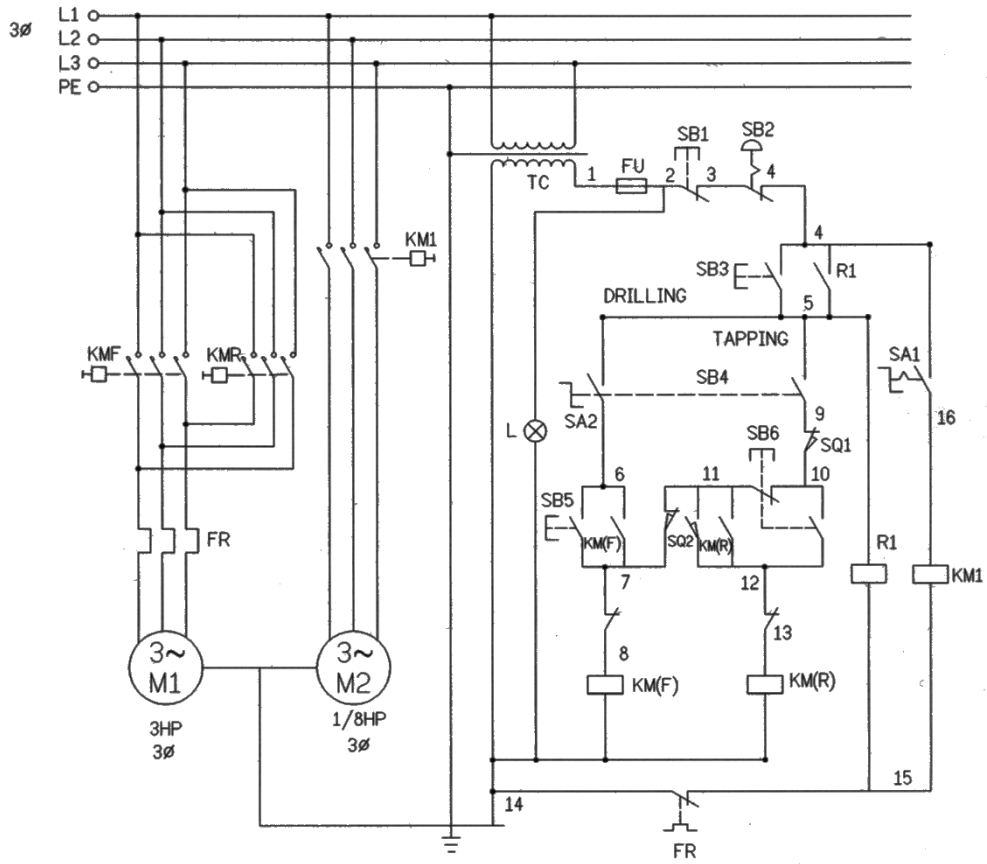 L1
3Ø
L2
L3
PE
SB1
SB2
TC
1
FU
2
3
4
4
KM1
SB3
R1
DRILLING
5
TAPPING
KMF
KMR
SB4
SA1
SA2
9
16
L
SB6
SQ1
6
11
10
SB5
KM(F)
SQ2
KM(R)
FR
7
12
R1
KM1
13
8
3~
M1
3~
M2
KM(F)
KM(R)
3HP
3Ø
1/8HP
3Ø
14
15
FR